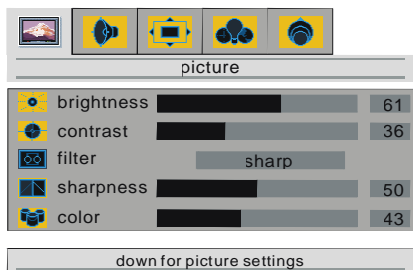 picture
brightness 61
contrast 36
filter sharp
sharpness 50
color 43
down for picture settings